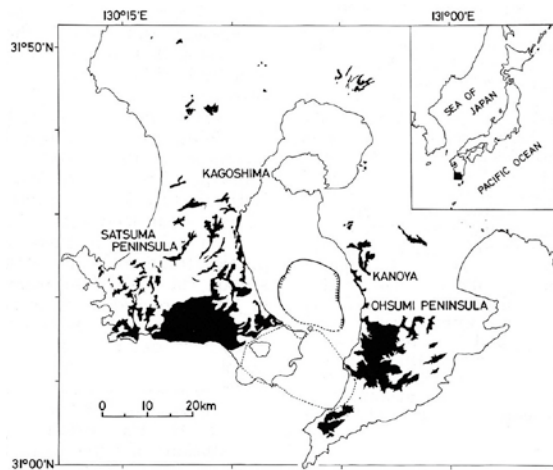 130°15'
131°00'
31°50'
SEA OF
JAPAN
PACIFIC OCEAN
KAGOSHIMA
SATSUMA
PENINSULA
KANOYA
OHSUMI PENINSULA
0 10 20km
31°00'